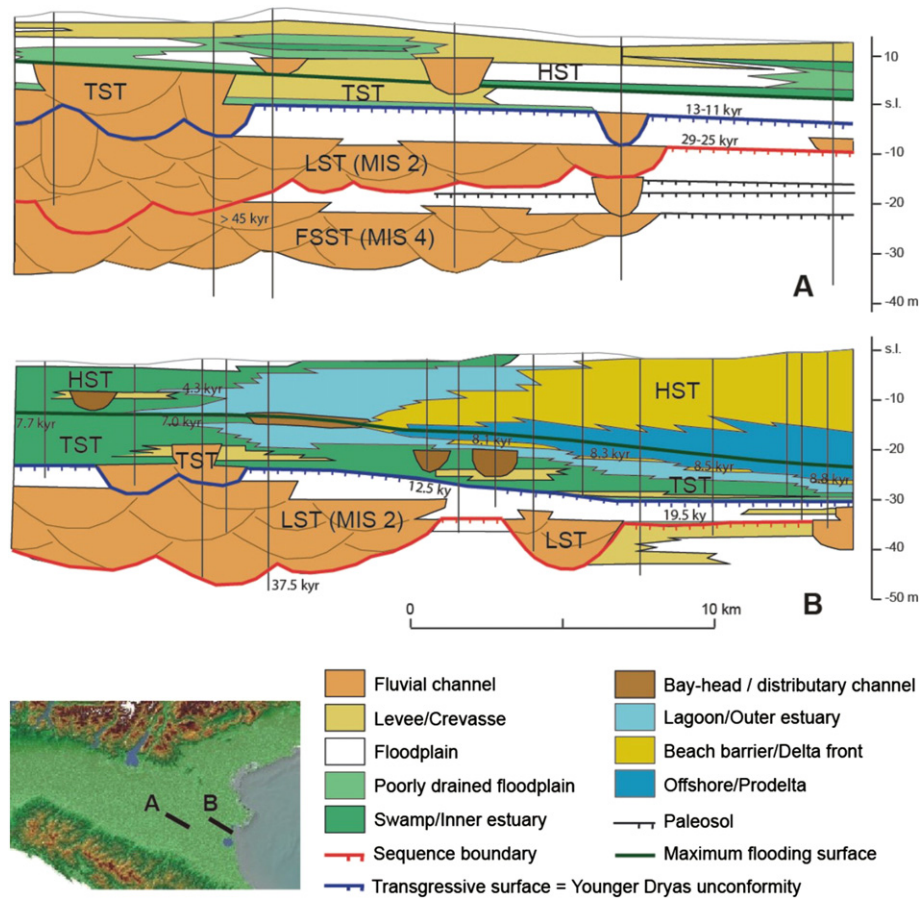 TST
TST
HST
10
s.l.
13-11 kyr
29-25 kyr
LST (MIS 2)
-10
> 45 kyr
-20
FSST (MIS 4)
-30
A
-40 m
s.l.
HST
4.3 kyr
HST
-10
7.7 kyr
7.0 kyr
8.1 kyr
TST
TST
8.3 kyr
-20
8.5 kyr
8.8 kyr
TST
12.5 ky
-30
LST (MIS 2)
19.5 ky
LST
-40
37.5 kyr
B
-50 m
0
10 km
A
B
Fluvial channel
Levee/Crevasse
Floodplain
Poorly drained floodplain
Swamp/Inner estuary
Sequence boundary
Transgressive surface = Younger Dryas unconformity
Bay-head / distributary channel
Lagoon/Outer estuary
Beach barrier/Delta front
Offshore/Prodelta
Paleosol
Maximum flooding surface